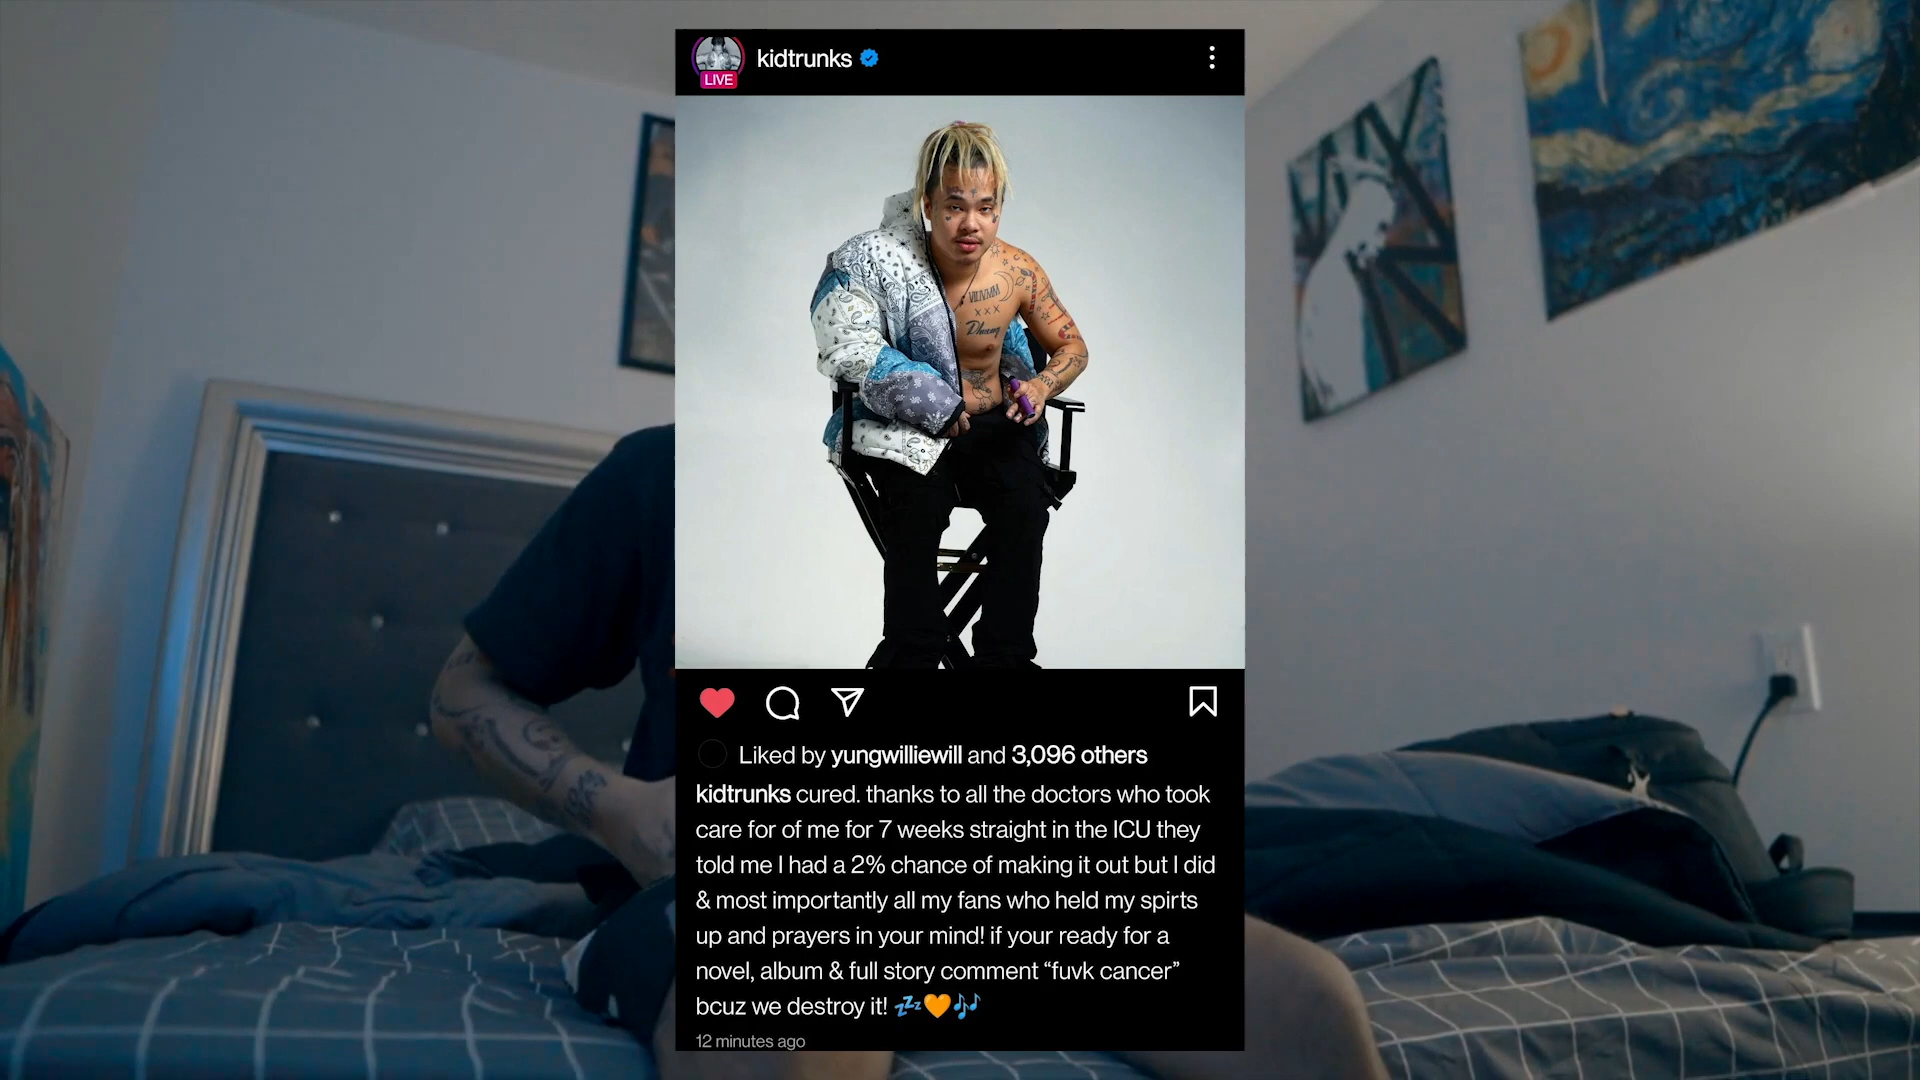 kidtrunks
LIVE
VIIIVMM
XXX
Liked by yungwilliewill and 3,096 others
kidtrunks cured. thanks to all the doctors who took
care for of me for 7 weeks straight in the ICU they
told me I had a 2% chance of making it out but I did
& most importantly all my fans who held my spirts
up and prayers in your mind! if your ready for a
novel, album & full story comment “fuvk cancer”
bcuz we destroy it! 💤🧡🎶
12 minutes ago